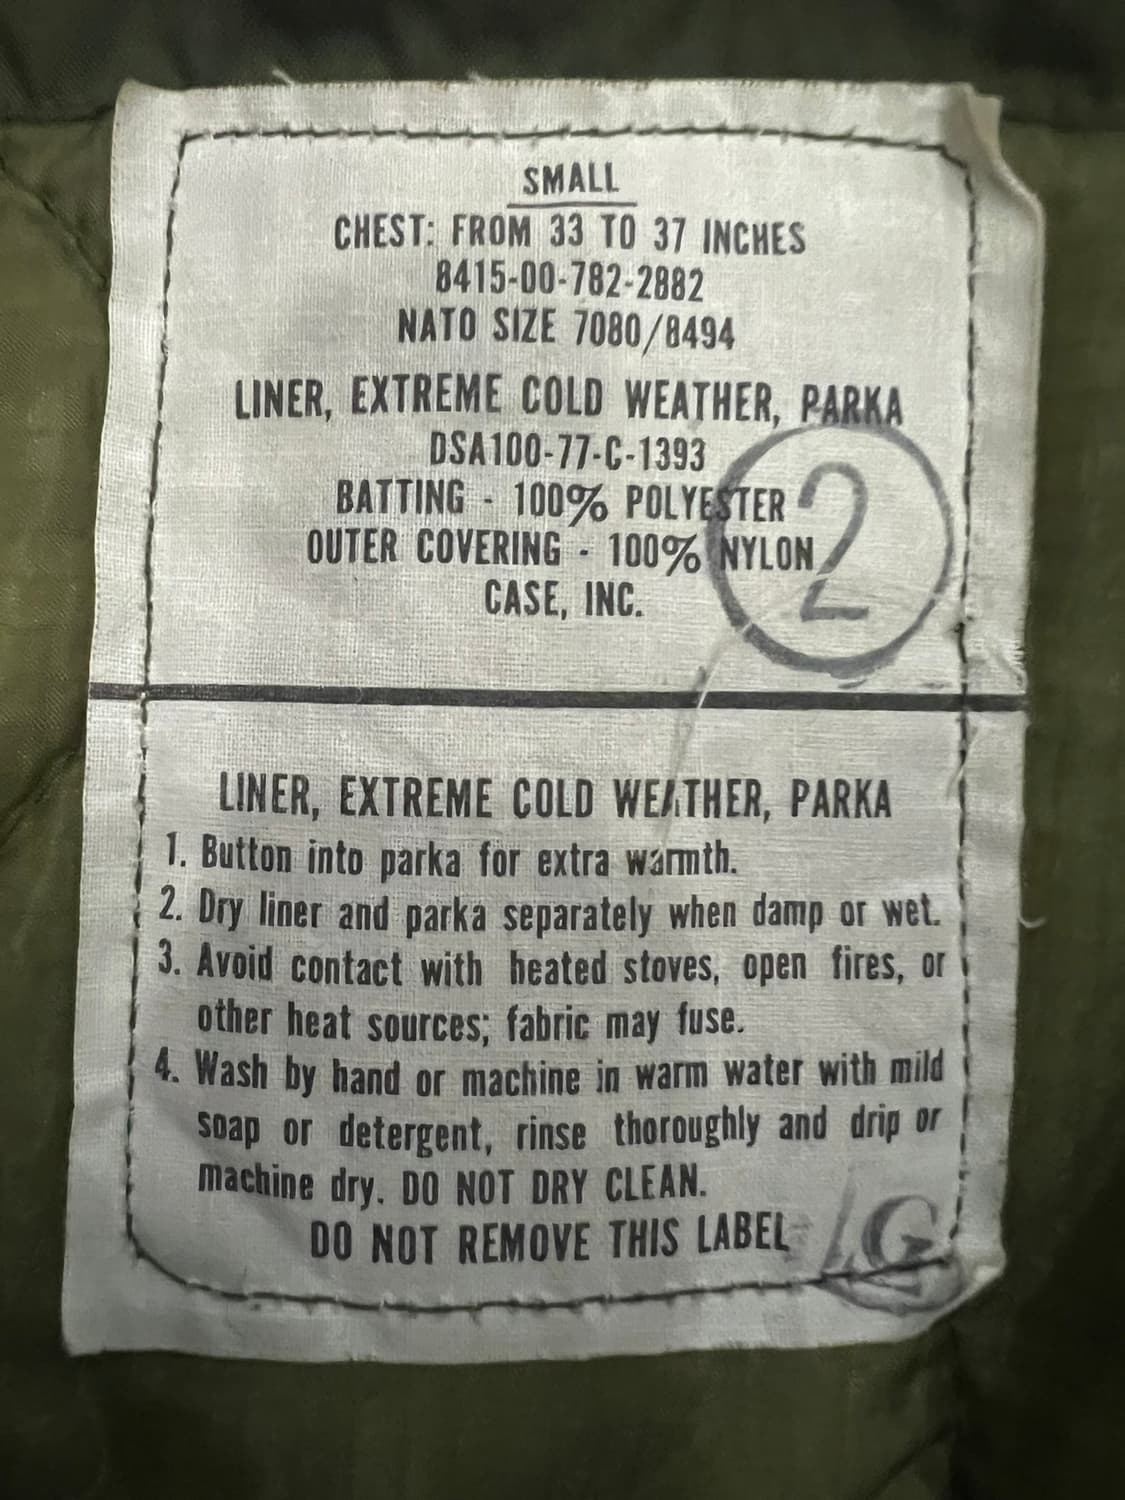 SMALL
CHEST: FROM 33 TO 37 INCHES
8415-00-782-2882
NATO SIZE 7080/8494
LINER, EXTREME COLD WEATHER, PARKA
DSA100-77-C-1393
BATTING - 100% POLYESTER
OUTER COVERING - 100% NYLON
CASE, INC.
2
LINER, EXTREME COLD WEATHER, PARKA
1. Button into parka for extra warmth.
2. Dry liner and parka separately when damp or wet.
3. Avoid contact with heated stoves, open fires, or
other heat sources; fabric may fuse.
4. Wash by hand or machine in warm water with mild
soap or detergent, rinse thoroughly and drip or
machine dry. DO NOT DRY CLEAN.
DO NOT REMOVE THIS LABEL